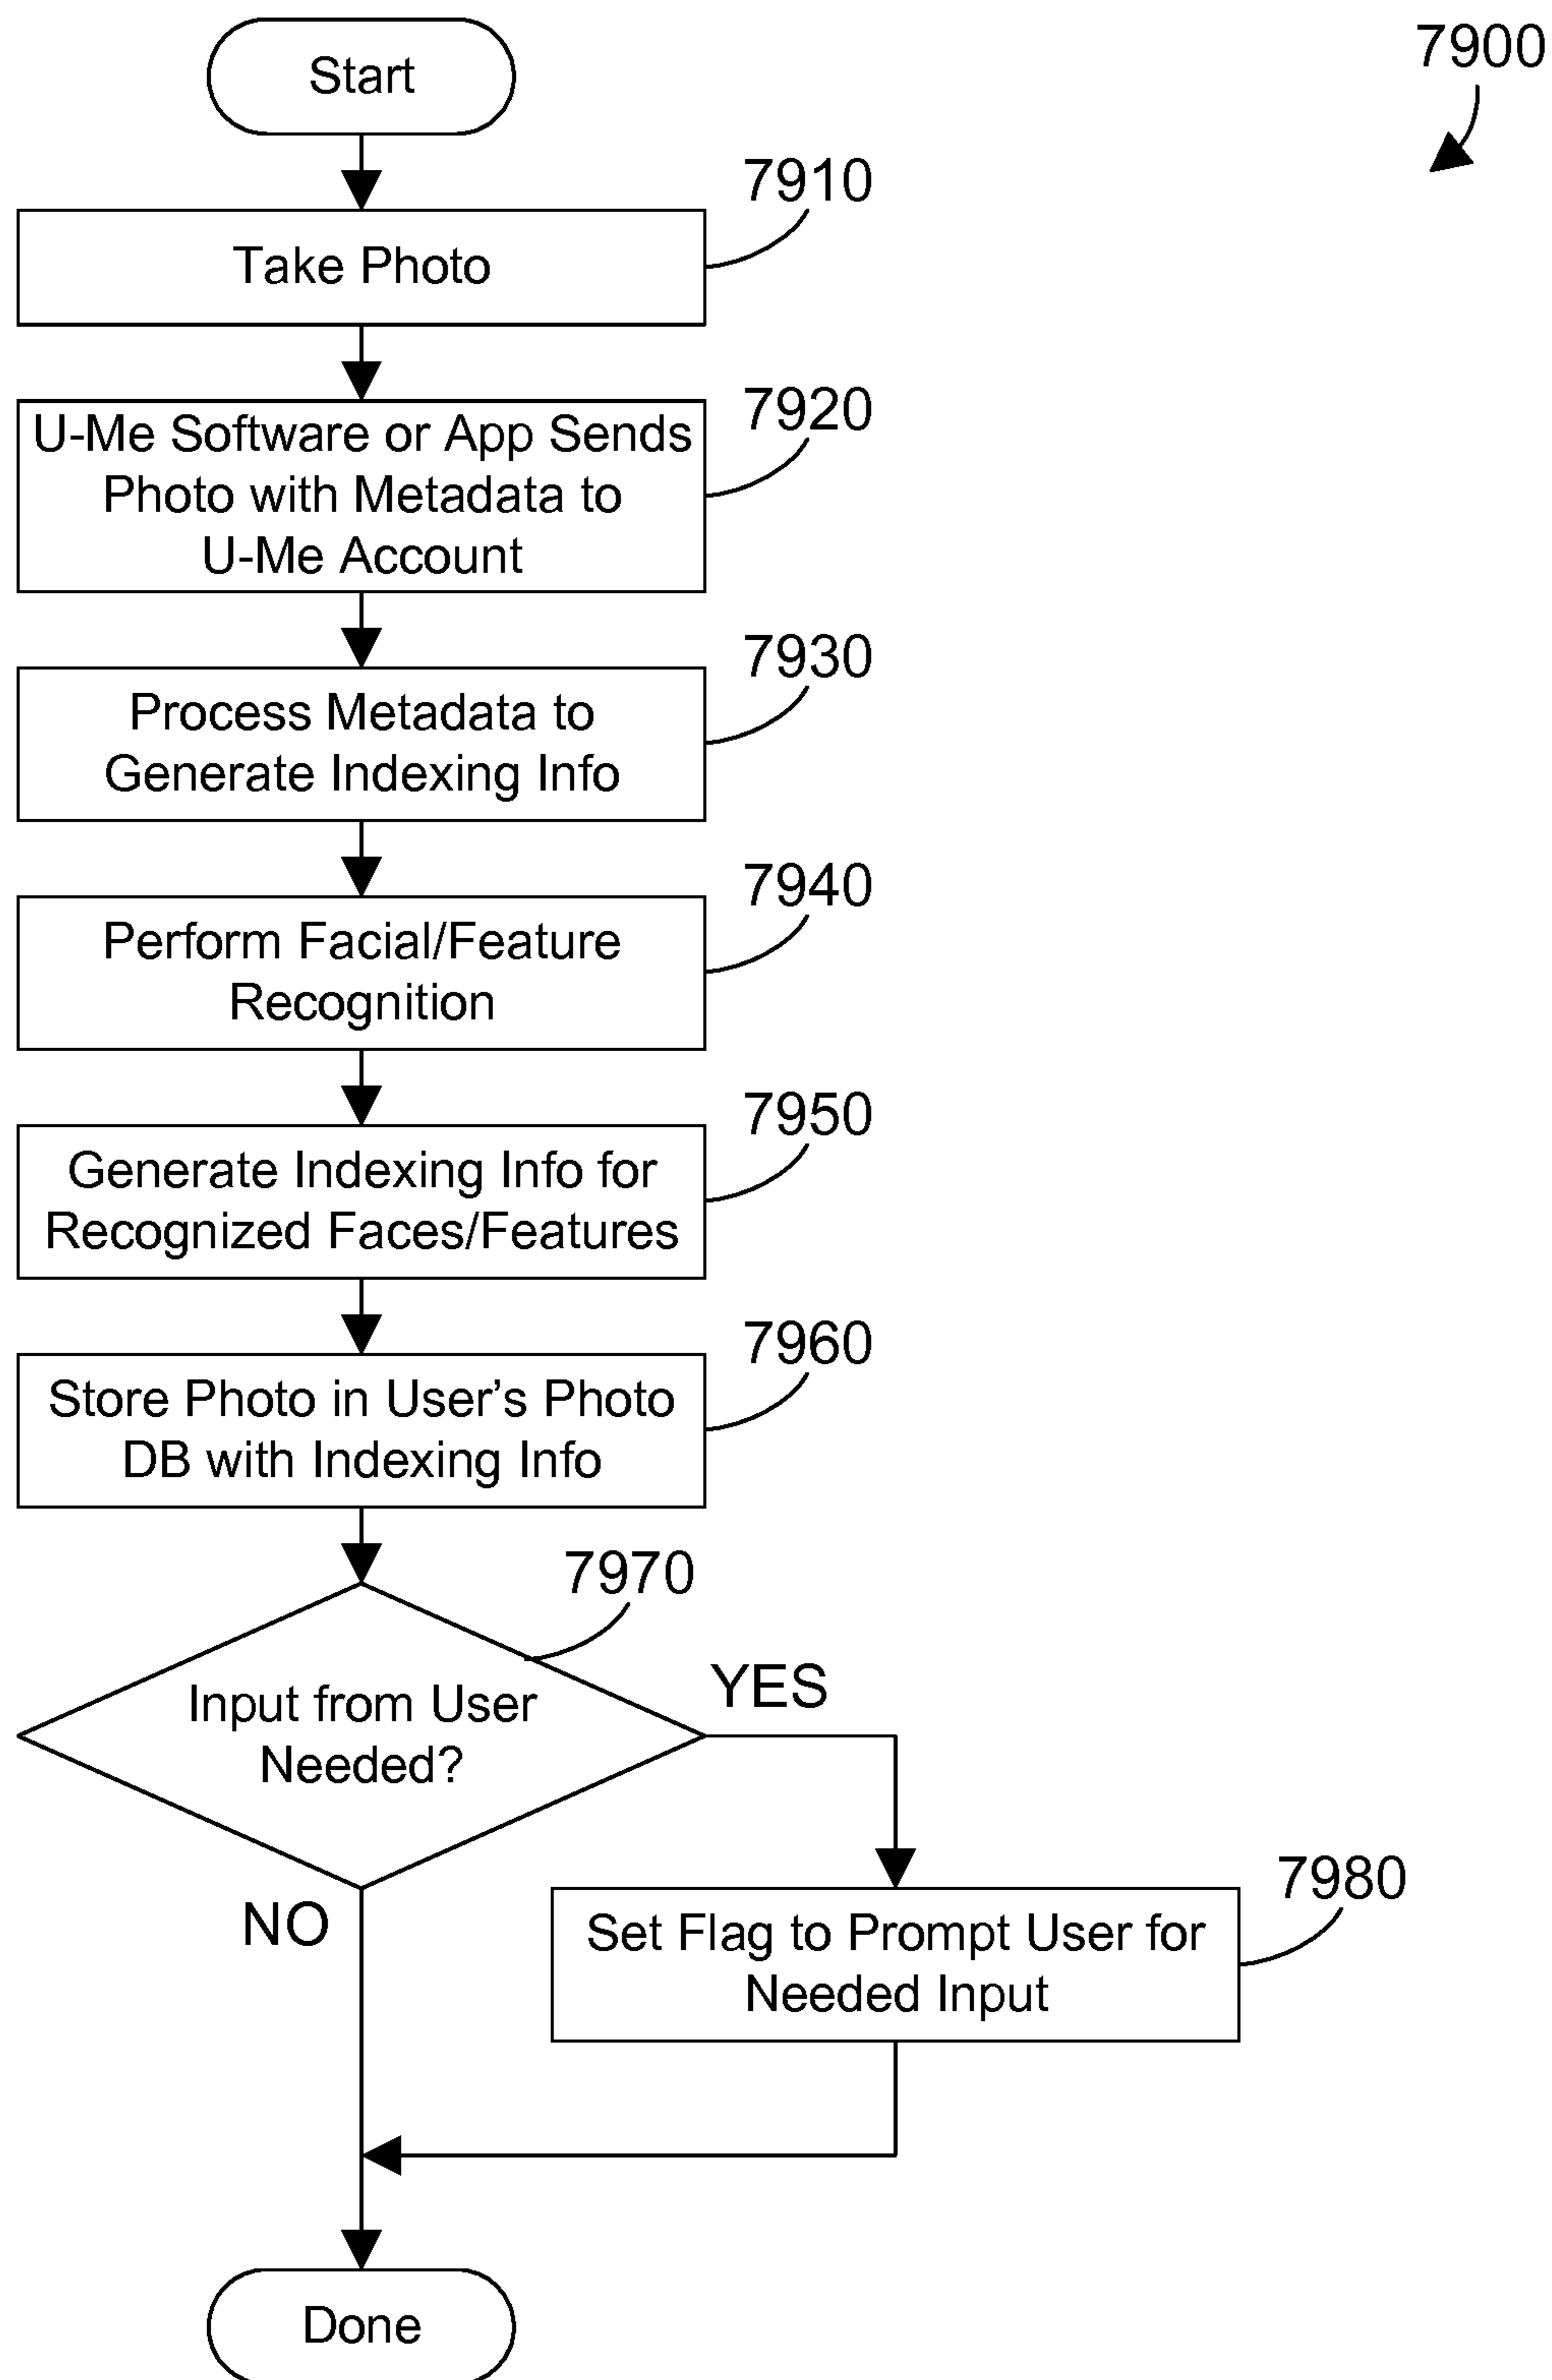 7900
Start
7910
Take Photo
7920
U-Me Software or App Sends
Photo with Metadata to
U-Me Account
7930
Process Metadata to
Generate Indexing Info
7940
Perform Facial/Feature
Recognition
7950
Generate Indexing Info for
Recognized Faces/Features
7960
Store Photo in User’s Photo
DB with Indexing Info
7970
Input from User
Needed?
YES
NO
7980
Set Flag to Prompt User for
Needed Input
Done